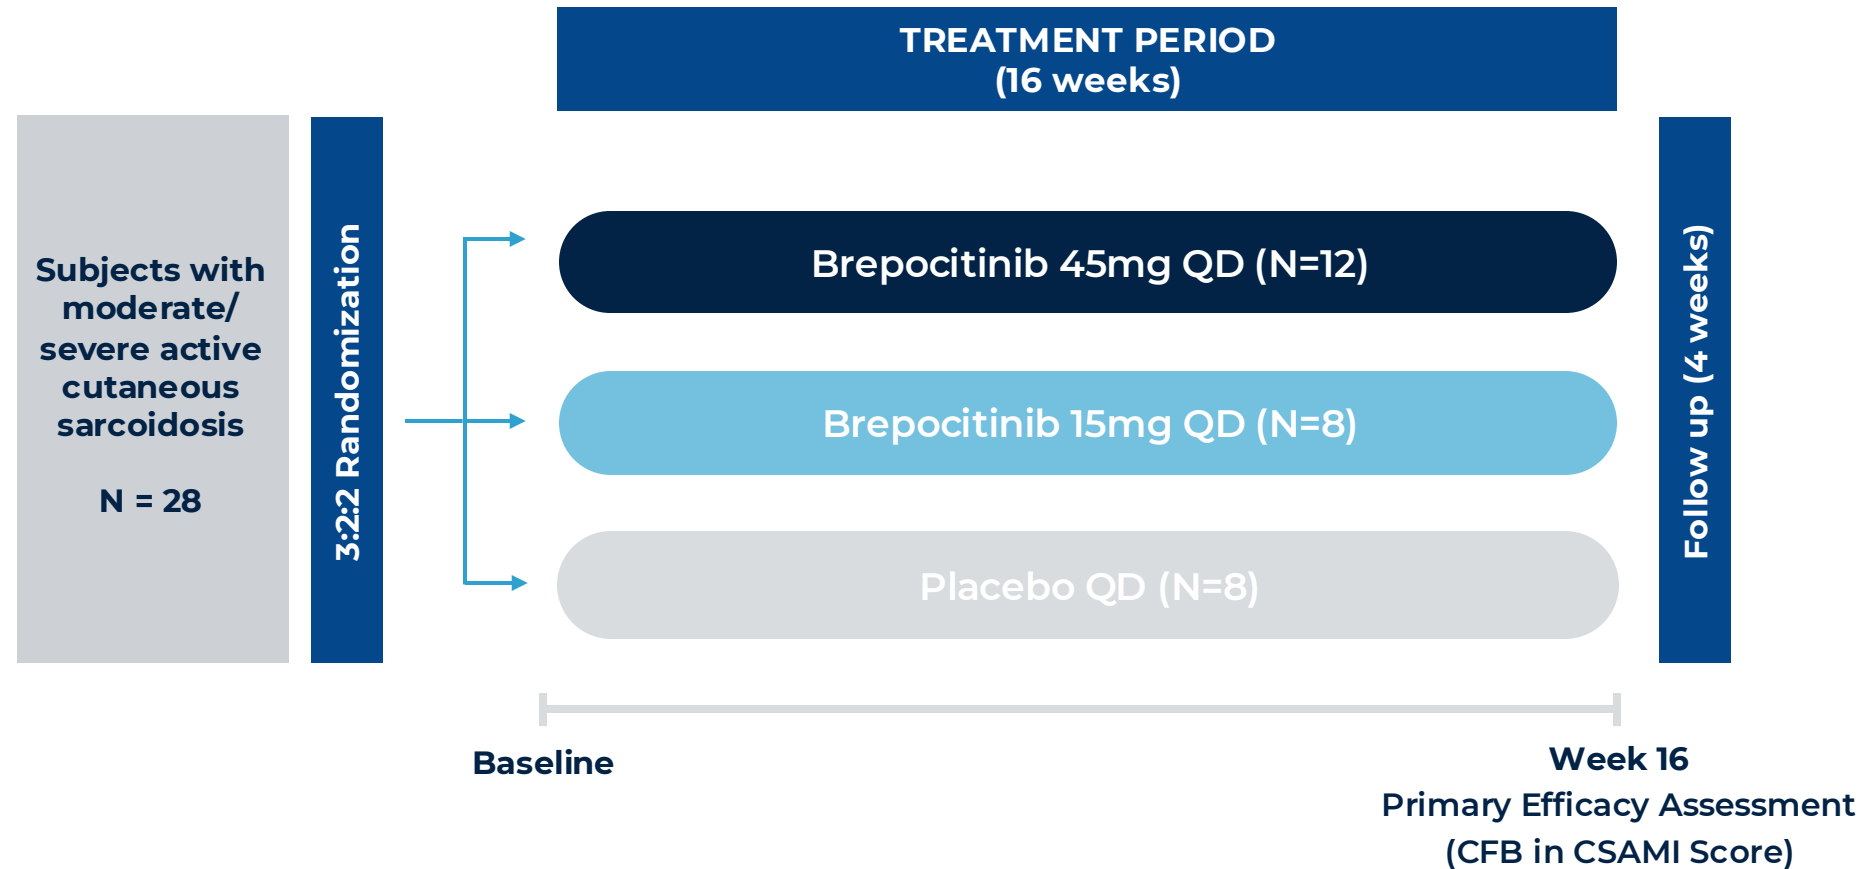 TREATMENT PERIOD
(16 weeks)
Subjects with
moderate/
severe active
cutaneous
sarcoidosis
N = 28
3:2:2 Randomization
Brepocitinib 45mg QD (N=12)
Brepocitinib 15mg QD (N=8)
Placebo QD (N=8)
Follow up (4 weeks)
Baseline
Week 16
Primary Efficacy Assessment
(CFB in CSAMI Score)